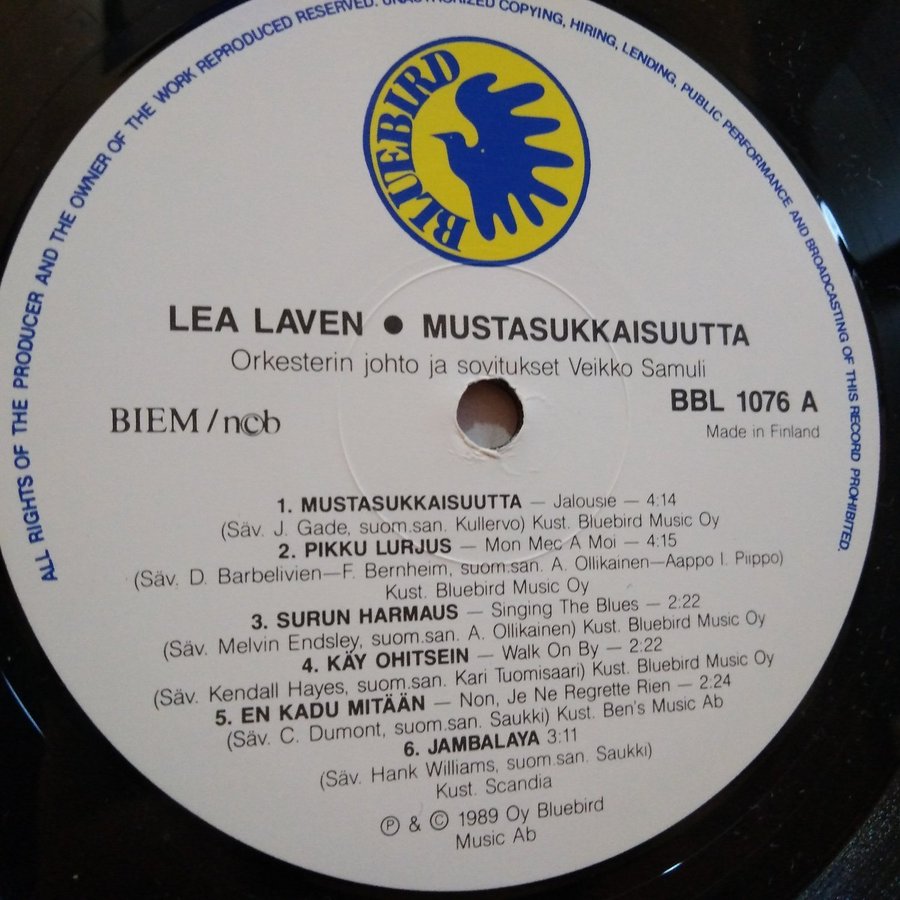 ALL RIGHTS OF THE PRODUCER AND THE OWNER OF THE WORK REPRODUCED RESERVED. UNAUTHORIZED COPYING, HIRING, LENDING, PUBLIC PERFORMANCE AND BROADCASTING OF THIS RECORD PROHIBITED.
BLUEBIRD
LEA LAVEN ● MUSTASUKKAISUUTTA
Orkesterin johto ja sovitukset Veikko Samuli
BIEM / n©b
BBL 1076 A
Made in Finland
1. MUSTASUKKAISUUTTA — Jalousie — 4:14
(Säv. J. Gade, suom.san. Kullervo) Kust. Bluebird Music Oy
2. PIKKU LURJUS — Mon Mec A Moi — 4:15
(Säv. D. Barbelivien—F. Bernheim, suom.san. A. Ollikainen—Aappo I. Piippo)
Kust. Bluebird Music Oy
3. SURUN HARMAUS — Singing The Blues — 2:22
(Säv. Melvin Endsley, suom.san. A. Ollikainen) Kust. Bluebird Music Oy
4. KÄY OHITSEIN — Walk On By — 2:22
(Säv. Kendall Hayes, suom.san. Kari Tuomisaari) Kust. Bluebird Music Oy
5. EN KADU MITÄÄN — Non, Je Ne Regrette Rien — 2:24
(Säv. C. Dumont, suom.san. Saukki) Kust. Ben's Music Ab
6. JAMBALAYA 3:11
(Säv. Hank Williams, suom.san. Saukki)
Kust. Scandia
℗ & © 1989 Oy Bluebird
Music Ab